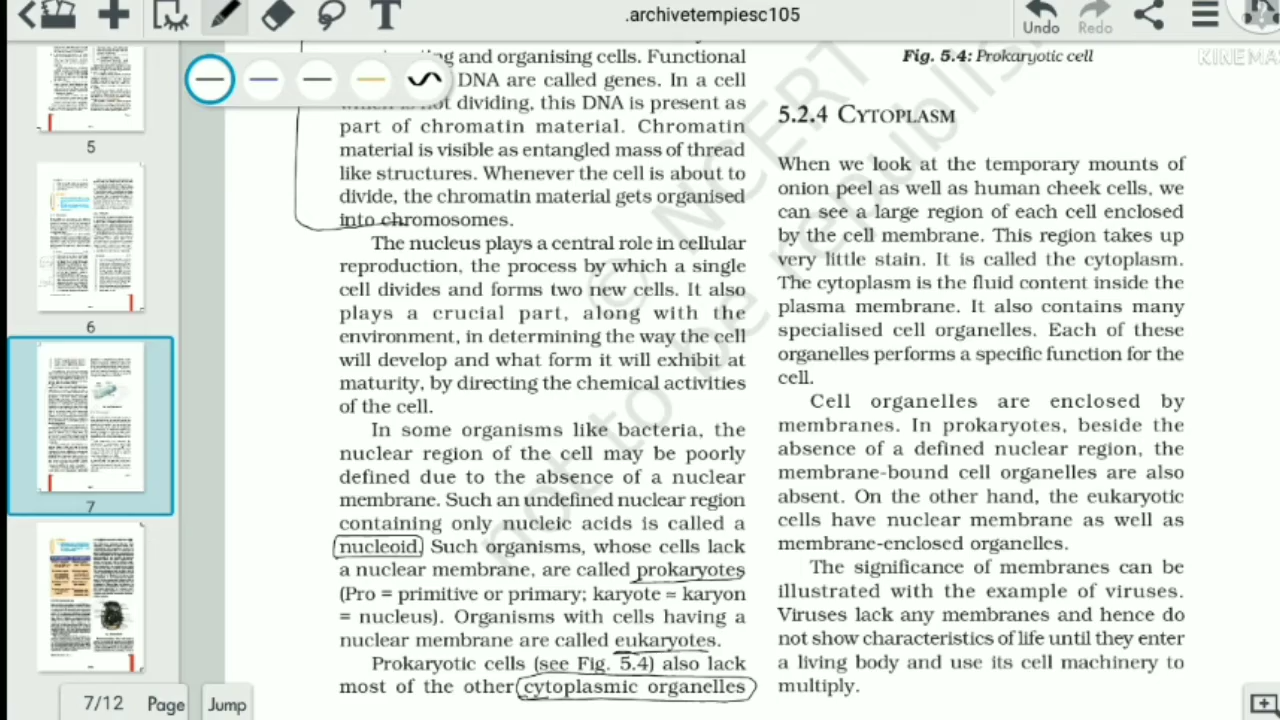 .archivetempiesc105
Undo
Redo
KINEMA
5
6
7
7/12
Page
Jump
and organising cells. Functional
DNA are called genes. In a cell
dividing, this DNA is present as
part of chromatin material. Chromatin
material is visible as entangled mass of thread
like structures. Whenever the cell is about to
divide, the chromatin material gets organised
into chromosomes.
The nucleus plays a central role in cellular
reproduction, the process by which a single
cell divides and forms two new cells. It also
plays a crucial part, along with the
environment, in determining the way the cell
will develop and what form it will exhibit at
maturity, by directing the chemical activities
of the cell.
In some organisms like bacteria, the
nuclear region of the cell may be poorly
defined due to the absence of a nuclear
membrane. Such an undefined nuclear region
containing only nucleic acids is called a
nucleoid. Such organisms, whose cells lack
a nuclear membrane, are called prokaryotes
(Pro = primitive or primary; karyote ≈ karyon
= nucleus). Organisms with cells having a
nuclear membrane are called eukaryotes.
Prokaryotic cells (see Fig. 5.4) also lack
most of the other cytoplasmic organelles
Fig. 5.4: Prokaryotic cell
5.2.4 CYTOPLASM
When we look at the temporary mounts of
onion peel as well as human cheek cells, we
can see a large region of each cell enclosed
by the cell membrane. This region takes up
very little stain. It is called the cytoplasm.
The cytoplasm is the fluid content inside the
plasma membrane. It also contains many
specialised cell organelles. Each of these
organelles performs a specific function for the
cell.
Cell organelles are enclosed by
membranes. In prokaryotes, beside the
absence of a defined nuclear region, the
membrane-bound cell organelles are also
absent. On the other hand, the eukaryotic
cells have nuclear membrane as well as
membrane-enclosed organelles.
The significance of membranes can be
illustrated with the example of viruses.
Viruses lack any membranes and hence do
not show characteristics of life until they enter
a living body and use its cell machinery to
multiply.